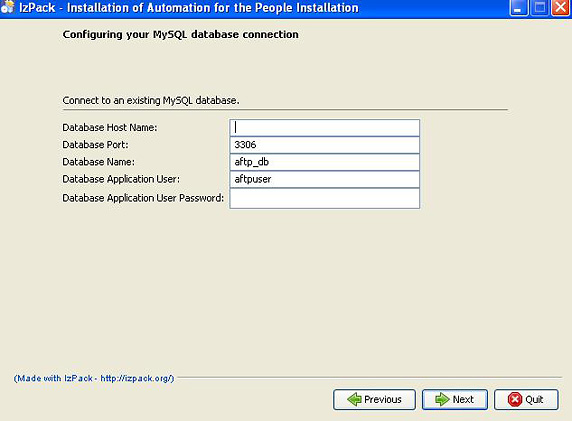 IzPack - Installation of Automation for the People Installation
Configuring your MySQL database connection
Connect to an existing MySQL database.
Database Host Name:
Database Port: 3306
Database Name: aftp_db
Database Application User: aftpuser
Database Application User Password:
(Made with IzPack - http://izpack.org/)
Previous Next Quit